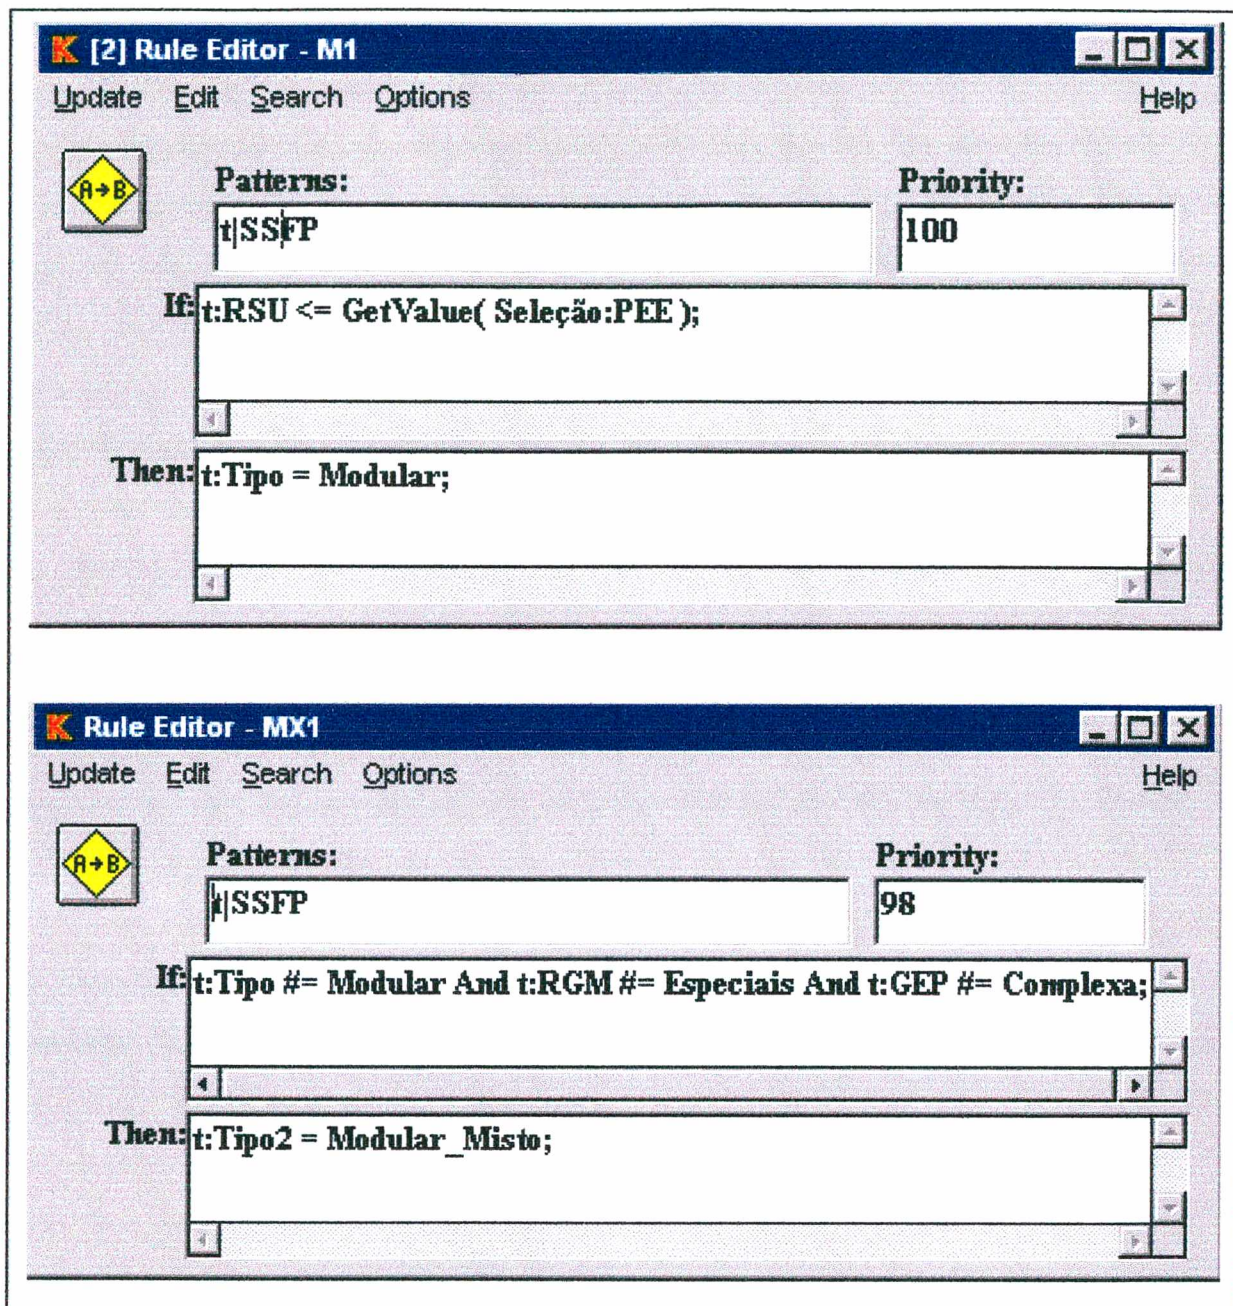 K [2] Rule Editor - M1
Update Edit Search Options Help
A→B
Patterns: Priority:
t|SSFP 100
If: t:RSU <= GetValue( Seleção:PEE );
Then: t:Tipo = Modular;
K Rule Editor - MX1
Update Edit Search Options Help
A→B
Patterns: Priority:
t|SSFP 98
If: t:Tipo #= Modular And t:RGM #= Especiais And t:GEP #= Complexa;
Then: t:Tipo2 = Modular_Misto;